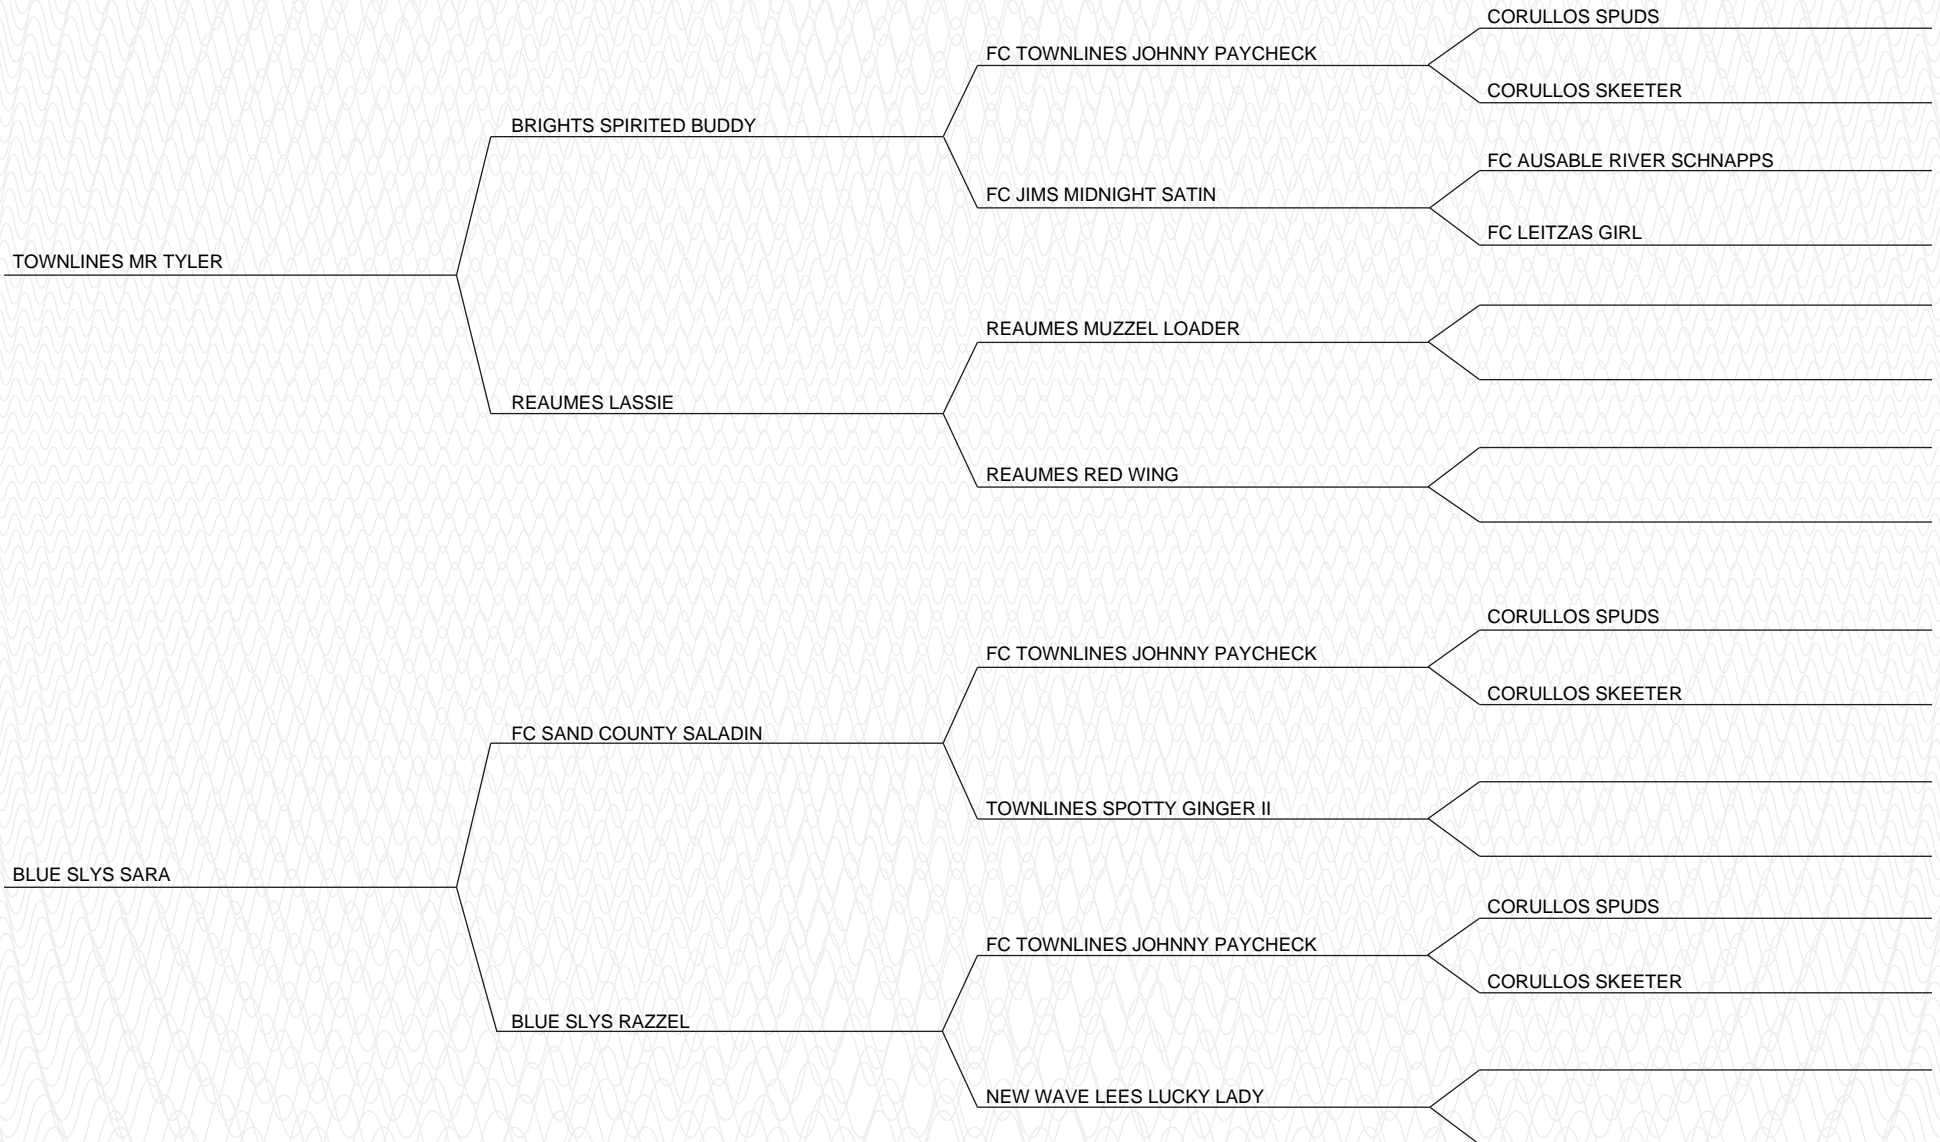 CORULLOS SPUDS
FC TOWNLINES JOHNNY PAYCHECK
CORULLOS SKEETER
BRIGHTS SPIRITED BUDDY
FC AUSABLE RIVER SCHNAPPS
FC JIMS MIDNIGHT SATIN
FC LEITZAS GIRL
TOWNLINES MR TYLER
REAUMES MUZZEL LOADER
REAUMES LASSIE
REAUMES RED WING
CORULLOS SPUDS
FC TOWNLINES JOHNNY PAYCHECK
CORULLOS SKEETER
FC SAND COUNTY SALADIN
TOWNLINES SPOTTY GINGER II
BLUE SLYS SARA
CORULLOS SPUDS
FC TOWNLINES JOHNNY PAYCHECK
CORULLOS SKEETER
BLUE SLYS RAZZEL
NEW WAVE LEES LUCKY LADY